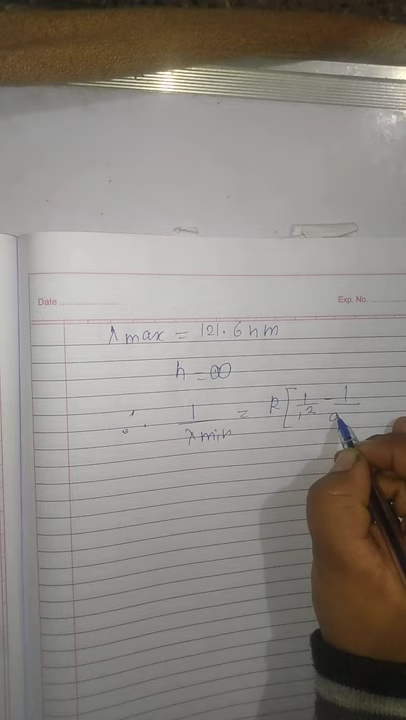 Date ..................... Exp. No. ..........
λmax = 121.6 nm
n = ∞
∴ 1/λmin = R[1/1² - 1/